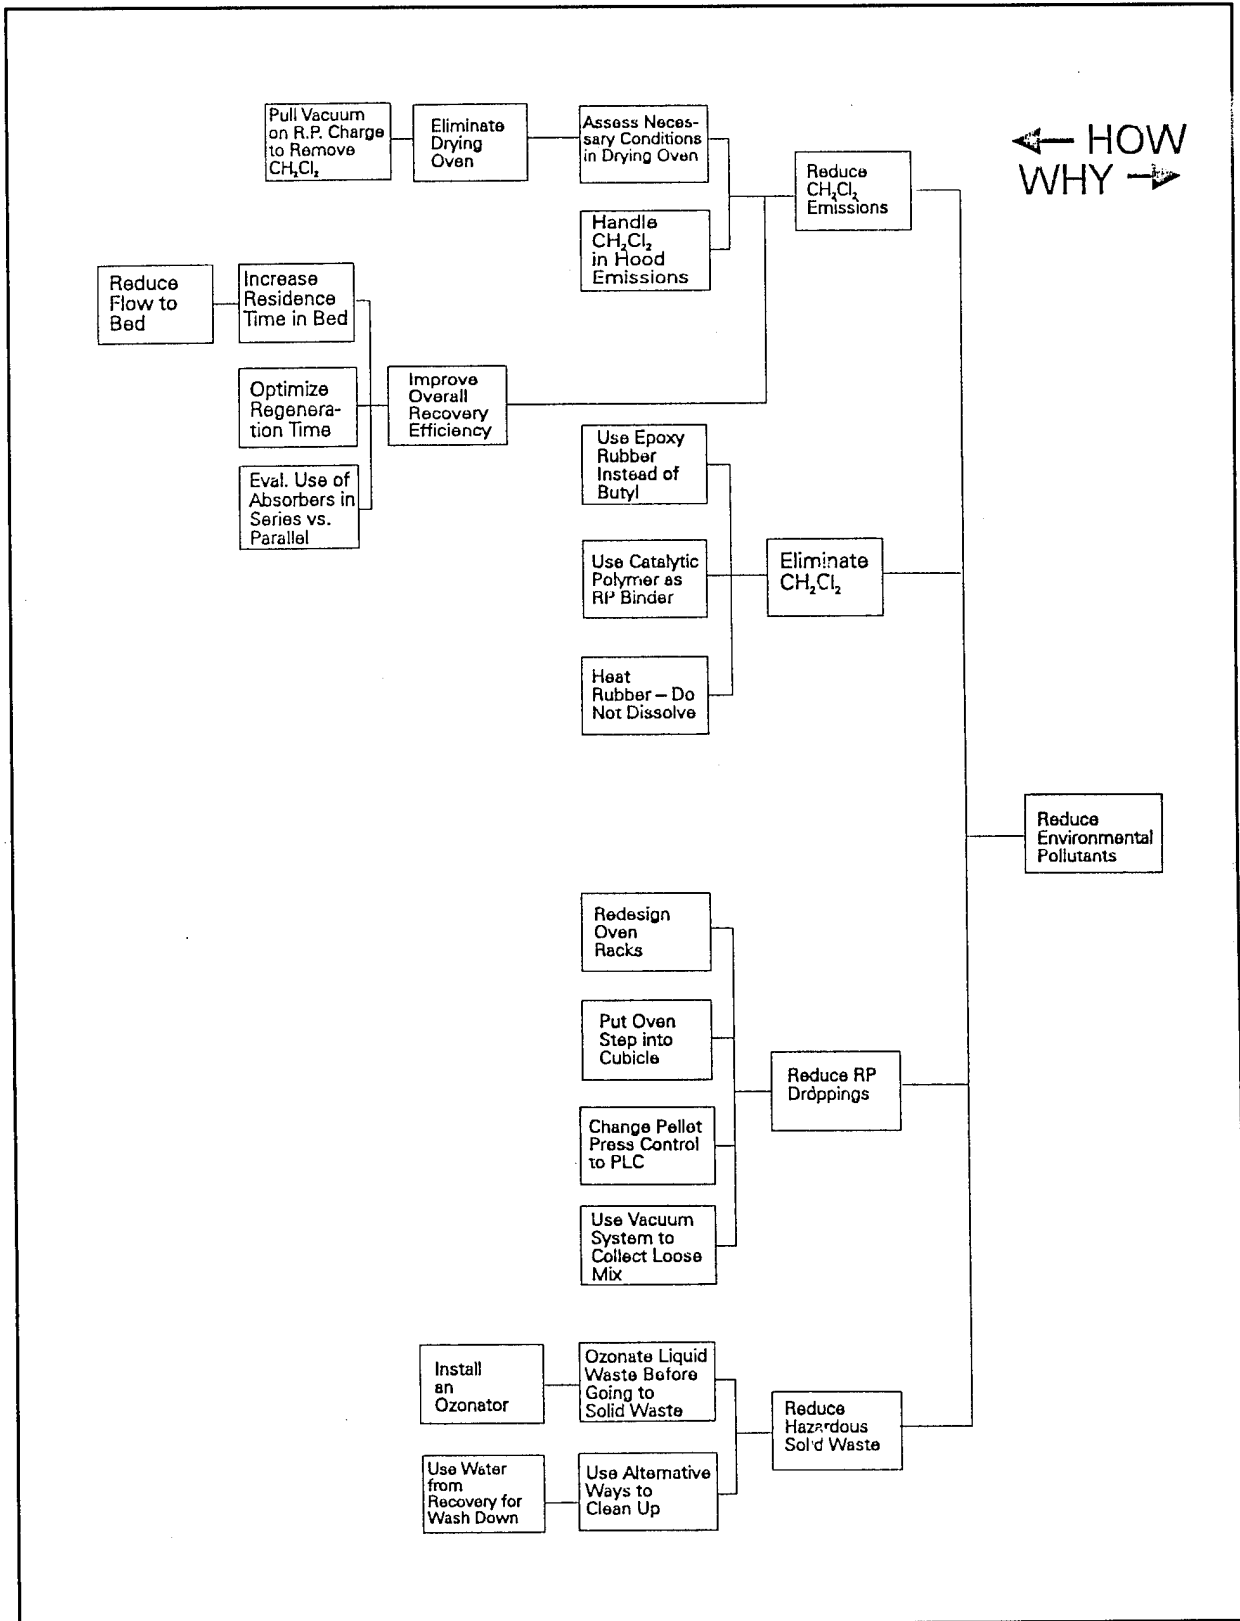 Pull Vacuum
on R.P. Charge
to Remove
CH₂Cl₂
Eliminate
Drying
Oven
Assess Neces-
sary Conditions
in Drying Oven
← HOW
WHY →
Reduce
CH₂Cl₂
Emissions
Handle
CH₂Cl₂
in Hood
Emissions
Reduce
Flow to
Bed
Increase
Residence
Time in Bed
Optimize
Regenera-
tion Time
Improve
Overall
Recovery
Efficiency
Eval. Use of
Absorbers in
Series vs.
Parallel
Use Epoxy
Rubber
Instead of
Butyl
Use Catalytic
Polymer as
RP Binder
Eliminate
CH₂Cl₂
Heat
Rubber – Do
Not Dissolve
Reduce
Environmental
Pollutants
Redesign
Oven
Racks
Put Oven
Step into
Cubicle
Reduce RP
Droppings
Change Pellet
Press Control
to PLC
Use Vacuum
System to
Collect Loose
Mix
Install
an
Ozonator
Ozonate Liquid
Waste Before
Going to
Solid Waste
Reduce
Hazardous
Solid Waste
Use Water
from
Recovery for
Wash Down
Use Alternative
Ways to
Clean Up